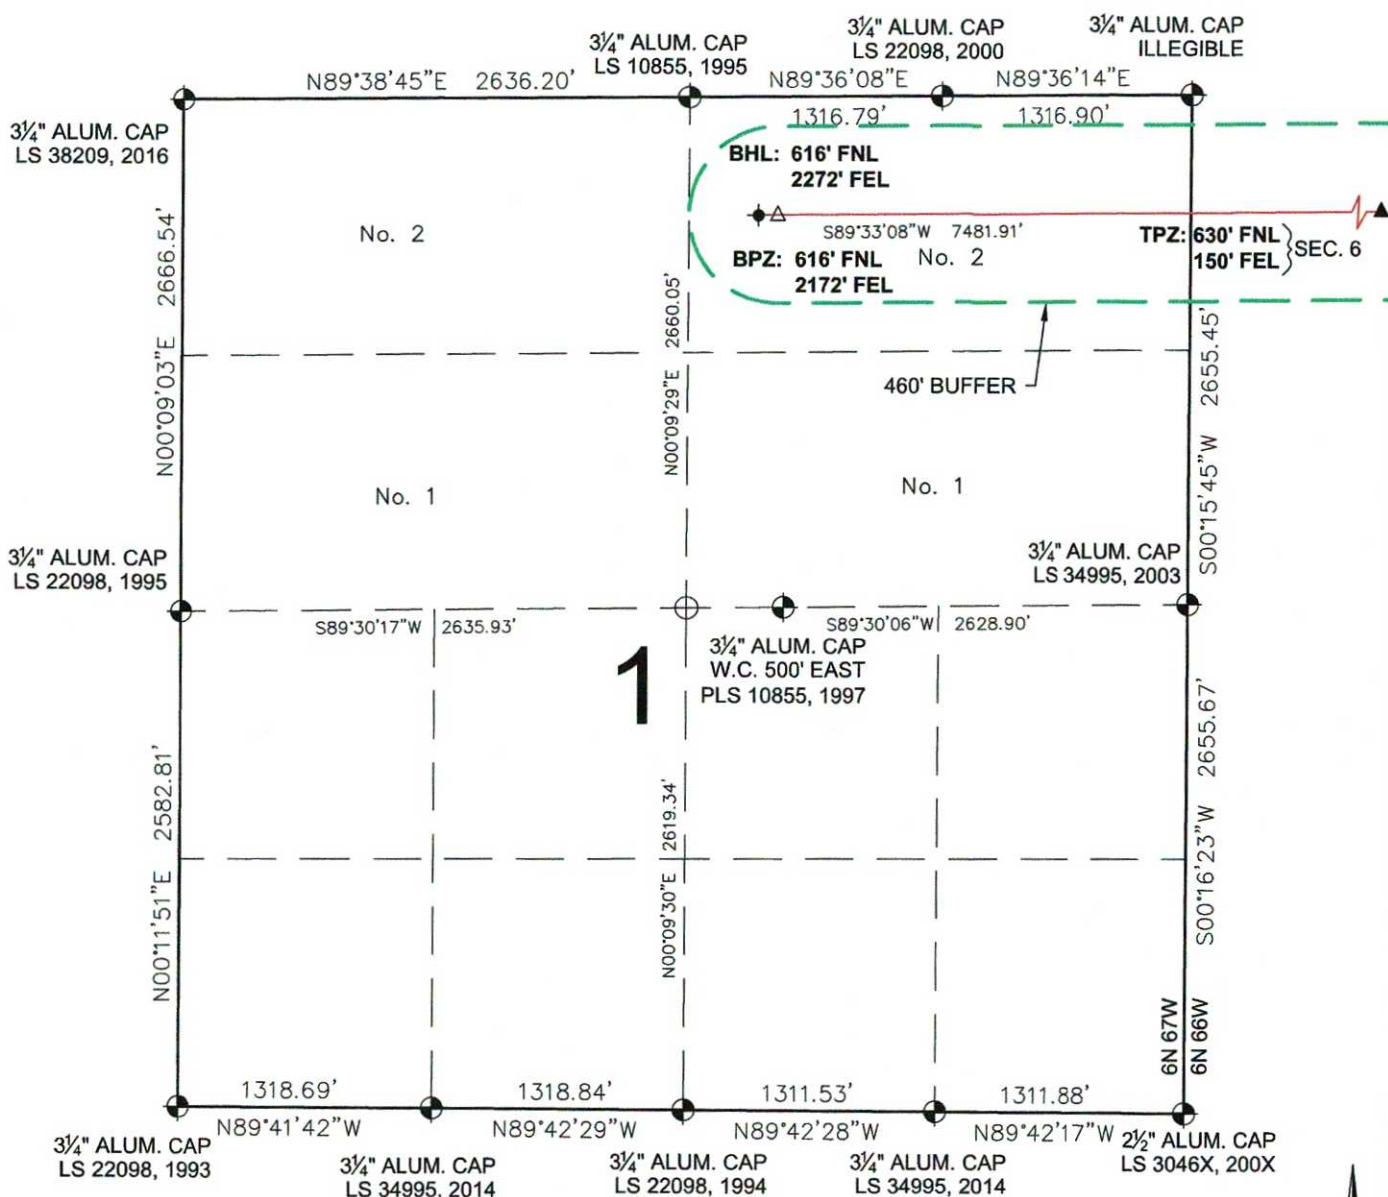 3¼" ALUM. CAP
LS 10855, 1995
3¼" ALUM. CAP
LS 22098, 2000
3¼" ALUM. CAP
ILLEGIBLE
N89°38'45"E 2636.20'
N89°36'08"E
N89°36'14"E
1316.79'
1316.90'
3¼" ALUM. CAP
LS 38209, 2016
BHL: 616' FNL
2272' FEL
No. 2
S89°33'08"W 7481.91'
BPZ: 616' FNL
2172' FEL
No. 2
TPZ: 630' FNL
150' FEL
SEC. 6
N00°09'03"E 2666.54'
N00°09'29"E 2660.05'
S00°15'45"W 2655.45'
460' BUFFER
No. 1
No. 1
3¼" ALUM. CAP
LS 22098, 1995
3¼" ALUM. CAP
LS 34995, 2003
S89°30'17"W 2635.93'
S89°30'06"W 2628.90'
1
3¼" ALUM. CAP
W.C. 500' EAST
PLS 10855, 1997
N00°11'51"E 2582.81'
N00°09'30"E 2619.34'
S00°16'23"W 2655.67'
6N 67W
6N 66W
1318.69'
1318.84'
1311.53'
1311.88'
N89°41'42"W
N89°42'29"W
N89°42'28"W
N89°42'17"W
3¼" ALUM. CAP
LS 22098, 1993
3¼" ALUM. CAP
LS 34995, 2014
3¼" ALUM. CAP
LS 22098, 1994
3¼" ALUM. CAP
LS 34995, 2014
2½" ALUM. CAP
LS 3046X, 200X